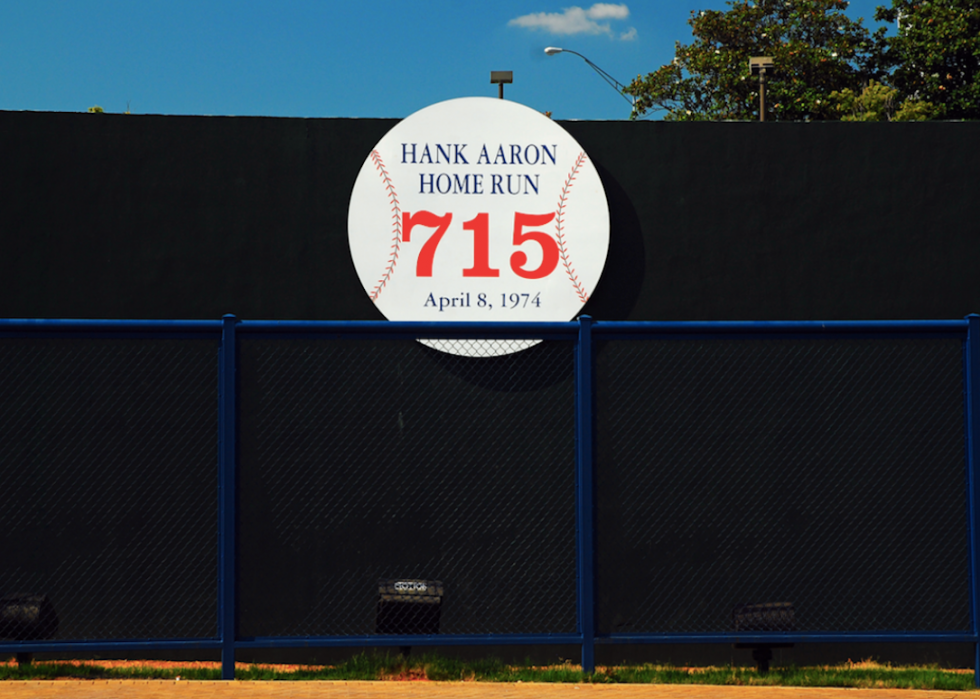 HANK AARON
HOME RUN
715
April 8, 1974